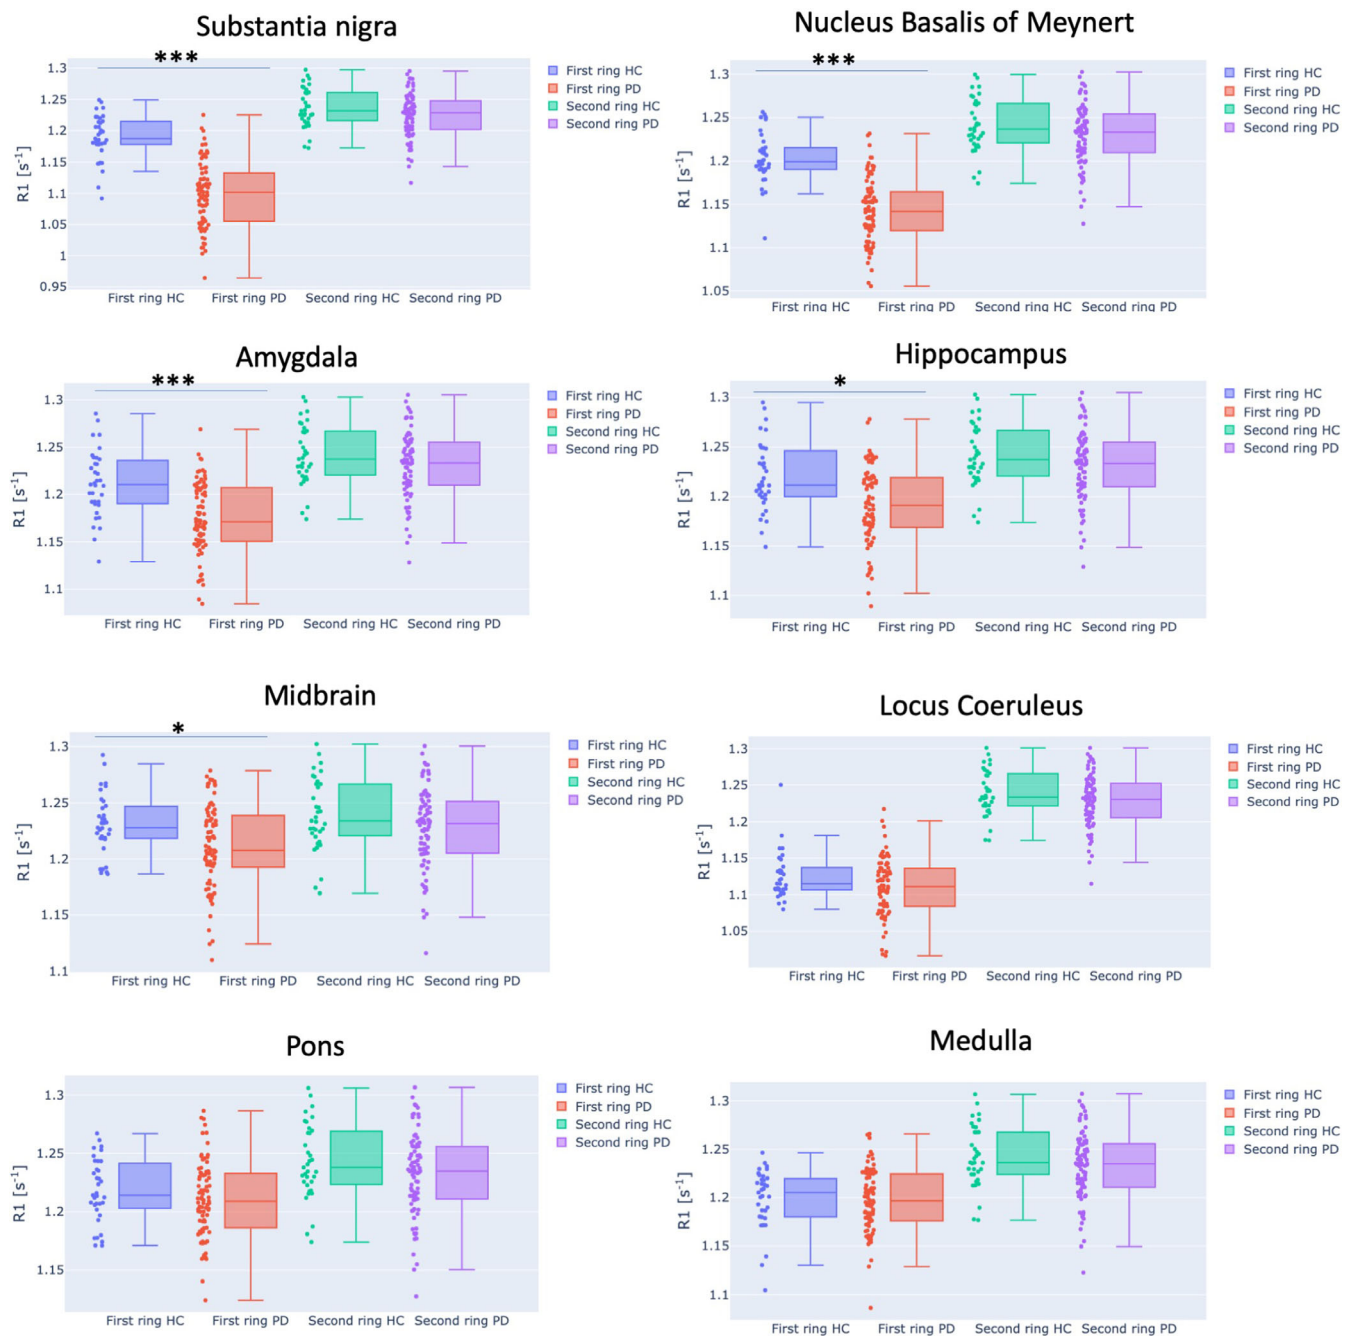 Substantia nigra
***
R1 [s⁻¹]
1.3
1.25
1.2
1.15
1.1
1.05
1
0.95
First ring HC
First ring PD
Second ring HC
Second ring PD
First ring HC
First ring PD
Second ring HC
Second ring PD
Nucleus Basalis of Meynert
***
R1 [s⁻¹]
1.3
1.25
1.2
1.15
1.1
1.05
First ring HC
First ring PD
Second ring HC
Second ring PD
First ring HC
First ring PD
Second ring HC
Second ring PD
Amygdala
***
R1 [s⁻¹]
1.3
1.25
1.2
1.15
1.1
First ring HC
First ring PD
Second ring HC
Second ring PD
First ring HC
First ring PD
Second ring HC
Second ring PD
Hippocampus
*
R1 [s⁻¹]
1.3
1.25
1.2
1.15
1.1
First ring HC
First ring PD
Second ring HC
Second ring PD
First ring HC
First ring PD
Second ring HC
Second ring PD
Midbrain
*
R1 [s⁻¹]
1.3
1.25
1.2
1.15
1.1
First ring HC
First ring PD
Second ring HC
Second ring PD
First ring HC
First ring PD
Second ring HC
Second ring PD
Locus Coeruleus
R1 [s⁻¹]
1.3
1.25
1.2
1.15
1.1
1.05
First ring HC
First ring PD
Second ring HC
Second ring PD
First ring HC
First ring PD
Second ring HC
Second ring PD
Pons
R1 [s⁻¹]
1.3
1.25
1.2
1.15
First ring HC
First ring PD
Second ring HC
Second ring PD
First ring HC
First ring PD
Second ring HC
Second ring PD
Medulla
R1 [s⁻¹]
1.3
1.25
1.2
1.15
1.1
First ring HC
First ring PD
Second ring HC
Second ring PD
First ring HC
First ring PD
Second ring HC
Second ring PD